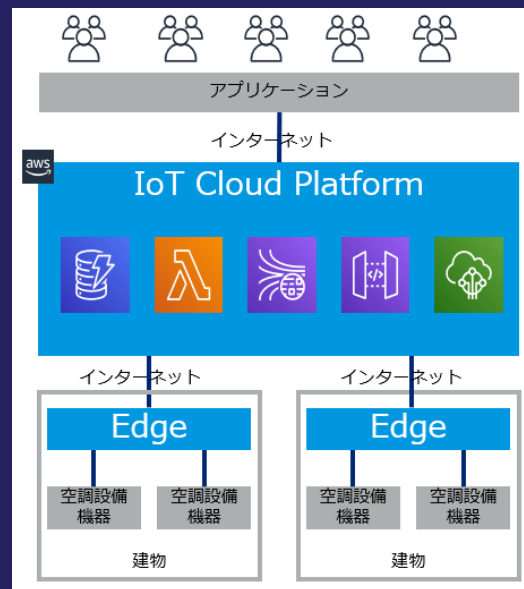 アプリケーション
インターネット
aws
IoT Cloud Platform
</>
インターネット
インターネット
Edge
Edge
空調設備
機器
空調設備
機器
空調設備
機器
空調設備
機器
建物
建物